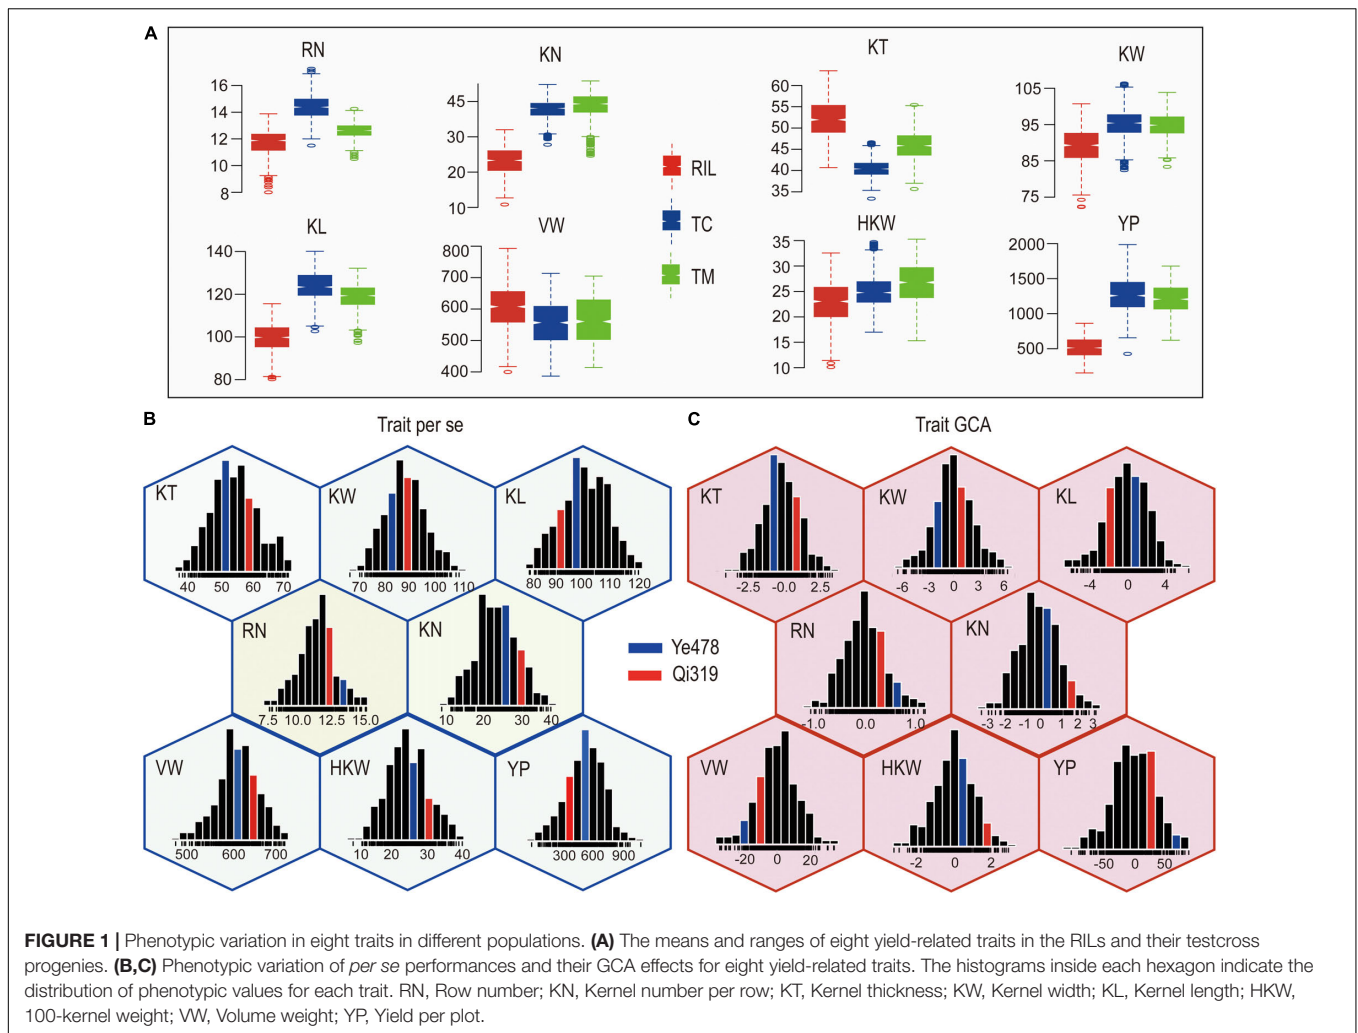 A
RN
16
14
12
10
8
KN
45
30
20
10
KT
60
55
50
45
40
35
KW
105
95
85
75
RIL
TC
TM
KL
140
120
100
80
VW
800
700
600
500
400
HKW
35
30
25
20
15
10
YP
2000
1500
1000
500
B
Trait per se
KT
40 50 60 70
KW
70 80 90 100 110
KL
80 90 100 110 120
RN
7.5 10.0 12.5 15.0
KN
10 20 30 40
VW
500 600 700
HKW
10 20 30 40
YP
300 600 900
Ye478
Qi319
C
Trait GCA
KT
-2.5 -0.0 2.5
KW
-6 -3 0 3 6
KL
-4 0 4
RN
-1.0 0.0 1.0
KN
-3 -2 -1 0 1 2 3
VW
-20 0 20
HKW
-2 0 2
YP
-50 0 50
FIGURE 1 | Phenotypic variation in eight traits in different populations. (A) The means and ranges of eight yield-related traits in the RILs and their testcross
progenies. (B,C) Phenotypic variation of per se performances and their GCA effects for eight yield-related traits. The histograms inside each hexagon indicate the
distribution of phenotypic values for each trait. RN, Row number; KN, Kernel number per row; KT, Kernel thickness; KW, Kernel width; KL, Kernel length; HKW,
100-kernel weight; VW, Volume weight; YP, Yield per plot.